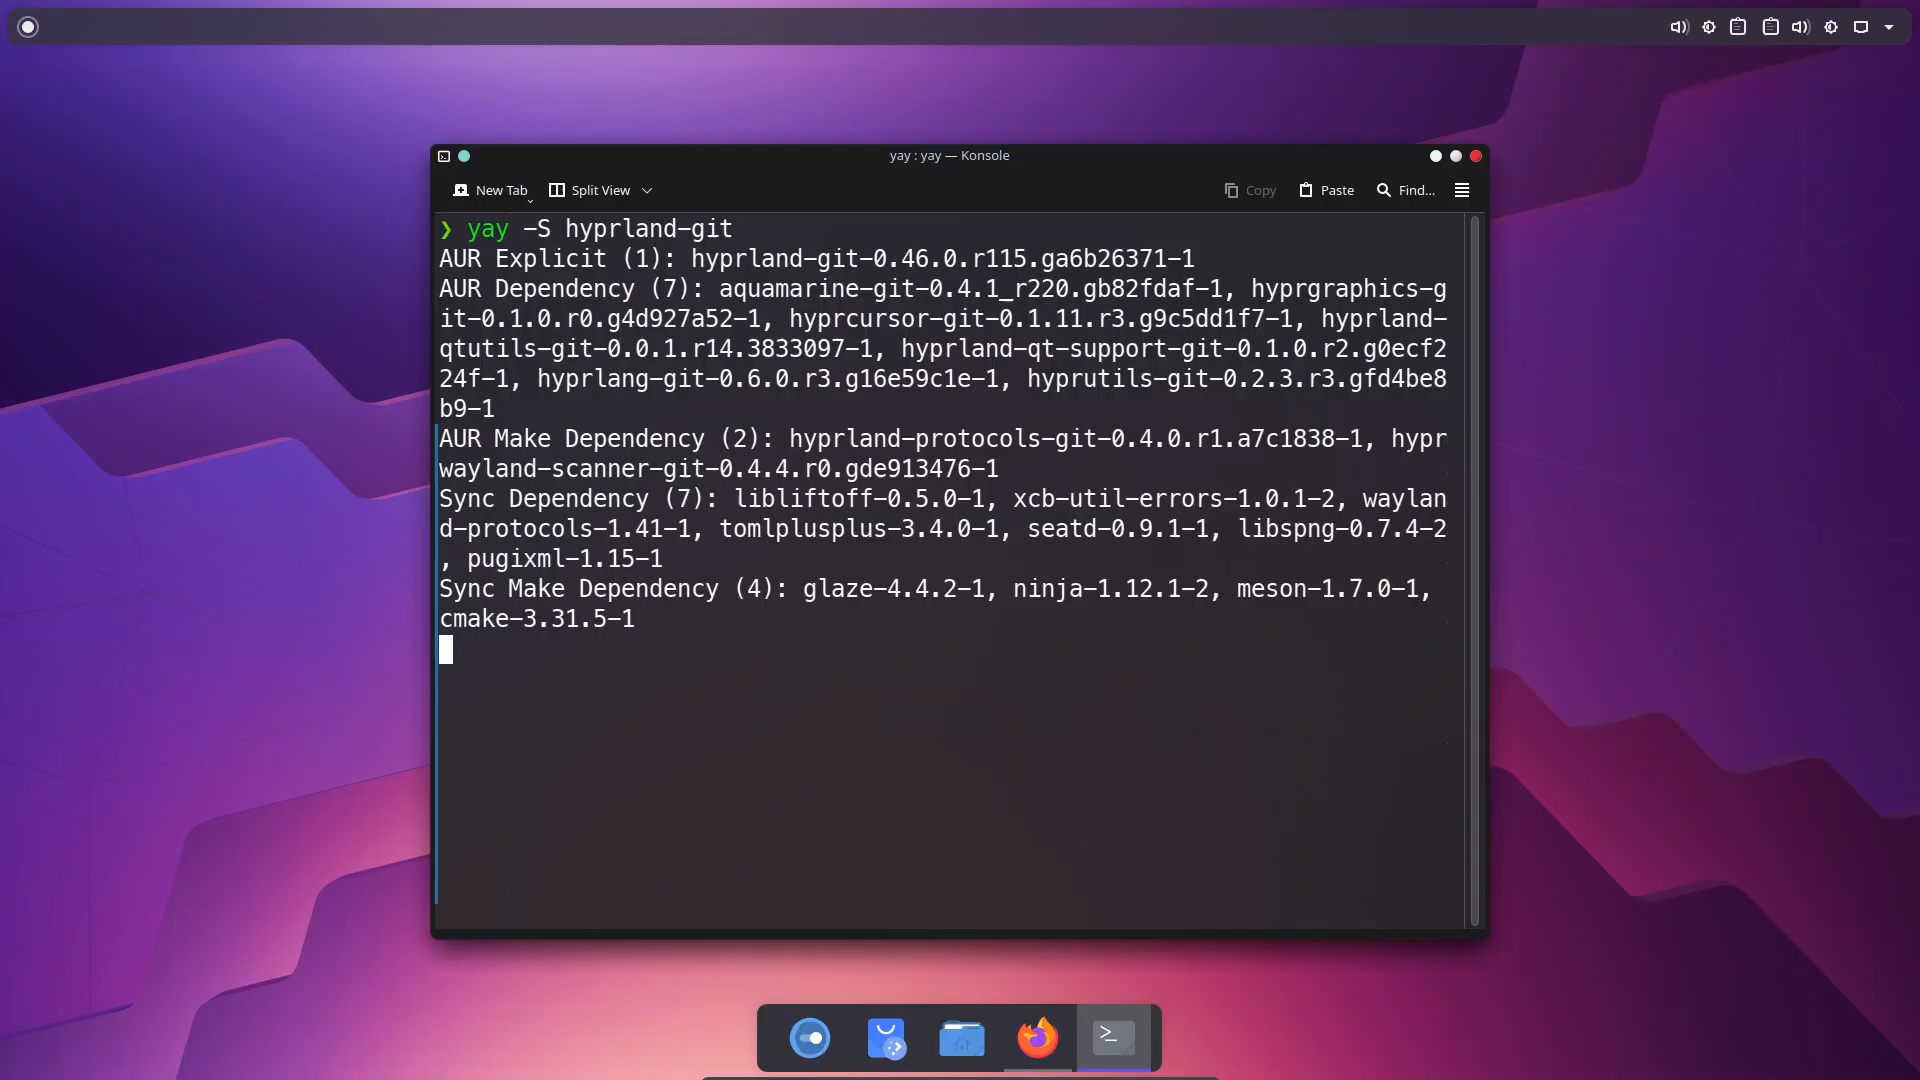 yay : yay — Konsole
New Tab Split View Copy Paste Find...
❯ yay -S hyprland-git
AUR Explicit (1): hyprland-git-0.46.0.r115.ga6b26371-1
AUR Dependency (7): aquamarine-git-0.4.1_r220.gb82fdaf-1, hyprgraphics-g
it-0.1.0.r0.g4d927a52-1, hyprcursor-git-0.1.11.r3.g9c5dd1f7-1, hyprland-
qtutils-git-0.0.1.r14.3833097-1, hyprland-qt-support-git-0.1.0.r2.g0ecf2
24f-1, hyprlang-git-0.6.0.r3.g16e59c1e-1, hyprutils-git-0.2.3.r3.gfd4be8
b9-1
AUR Make Dependency (2): hyprland-protocols-git-0.4.0.r1.a7c1838-1, hypr
wayland-scanner-git-0.4.4.r0.gde913476-1
Sync Dependency (7): libliftoff-0.5.0-1, xcb-util-errors-1.0.1-2, waylan
d-protocols-1.41-1, tomlplusplus-3.4.0-1, seatd-0.9.1-1, libspng-0.7.4-2
, pugixml-1.15-1
Sync Make Dependency (4): glaze-4.4.2-1, ninja-1.12.1-2, meson-1.7.0-1,
cmake-3.31.5-1